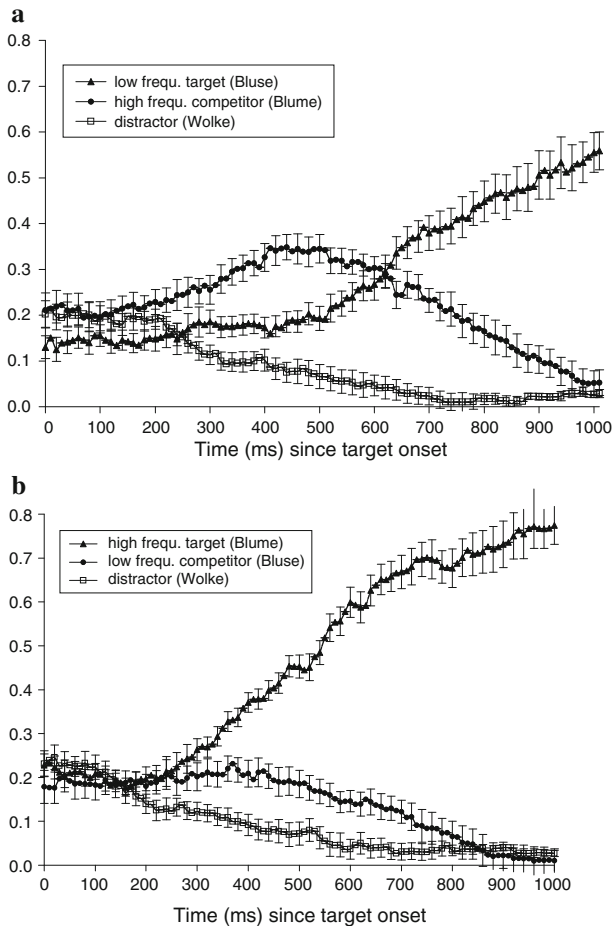 a
0.8
0.7
0.6
0.5
0.4
0.3
0.2
0.1
0.0
low frequ. target (Bluse)
high frequ. competitor (Blume)
distractor (Wolke)
0 100 200 300 400 500 600 700 800 900 1000
Time (ms) since target onset
b
0.8
0.7
0.6
0.5
0.4
0.3
0.2
0.1
0.0
high frequ. target (Blume)
low frequ. competitor (Bluse)
distractor (Wolke)
0 100 200 300 400 500 600 700 800 900 1000
Time (ms) since target onset